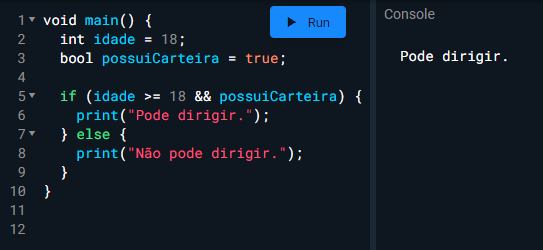 1 void main() {
2 int idade = 18;
3 bool possuiCarteira = true;
4
5 if (idade >= 18 && possuiCarteira) {
6 print("Pode dirigir.");
7 } else {
8 print("Não pode dirigir.");
9 }
10 }
11
12
Run
Console
Pode dirigir.